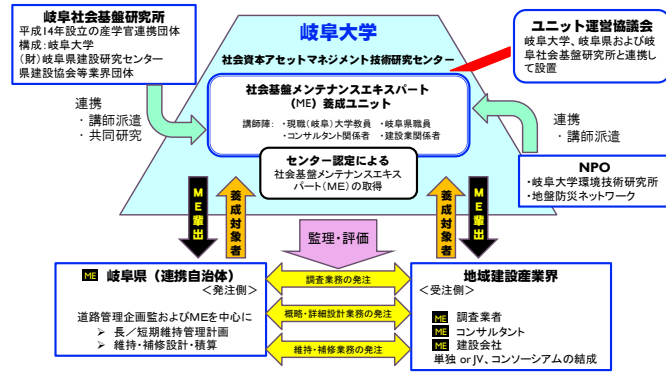 岐阜社会基盤研究所
平成14年設立の産学官連携団体
構成：岐阜大学
(財)岐阜県建設研究センター
県建設協会等業界団体
連携
・講師派遣
・共同研究
岐阜大学
社会資本アセットマネジメント技術研究センター
社会基盤メンテナンスエキスパート
（ME）養成ユニット
講師陣： ・現職(岐阜)大学教員 ・岐阜県職員
・コンサルタント関係者 ・建設業関係者
センター認定による
社会基盤メンテナンスエキス
パート(ME)の取得
ユニット運営協議会
岐阜大学、岐阜県および岐
阜社会基盤研究所と連携し
て設置
連携
・講師派遣
NPO
・岐阜大学環境技術研究所
・地盤防災ネットワーク
ME輩出
養成対象者
監理・評価
養成対象者
ME輩出
ME 岐阜県（連携自治体）
＜発注側＞
道路管理企画監およびMEを中心に
➢ 長／短期維持管理計画
➢ 維持・補修設計・積算
調査業務の発注
概略・詳細設計業務の発注
維持・補修業務の発注
地域建設産業界
＜受注側＞
ME 調査業者
ME コンサルタント
ME 建設会社
単独 or JV、コンソーシアムの結成